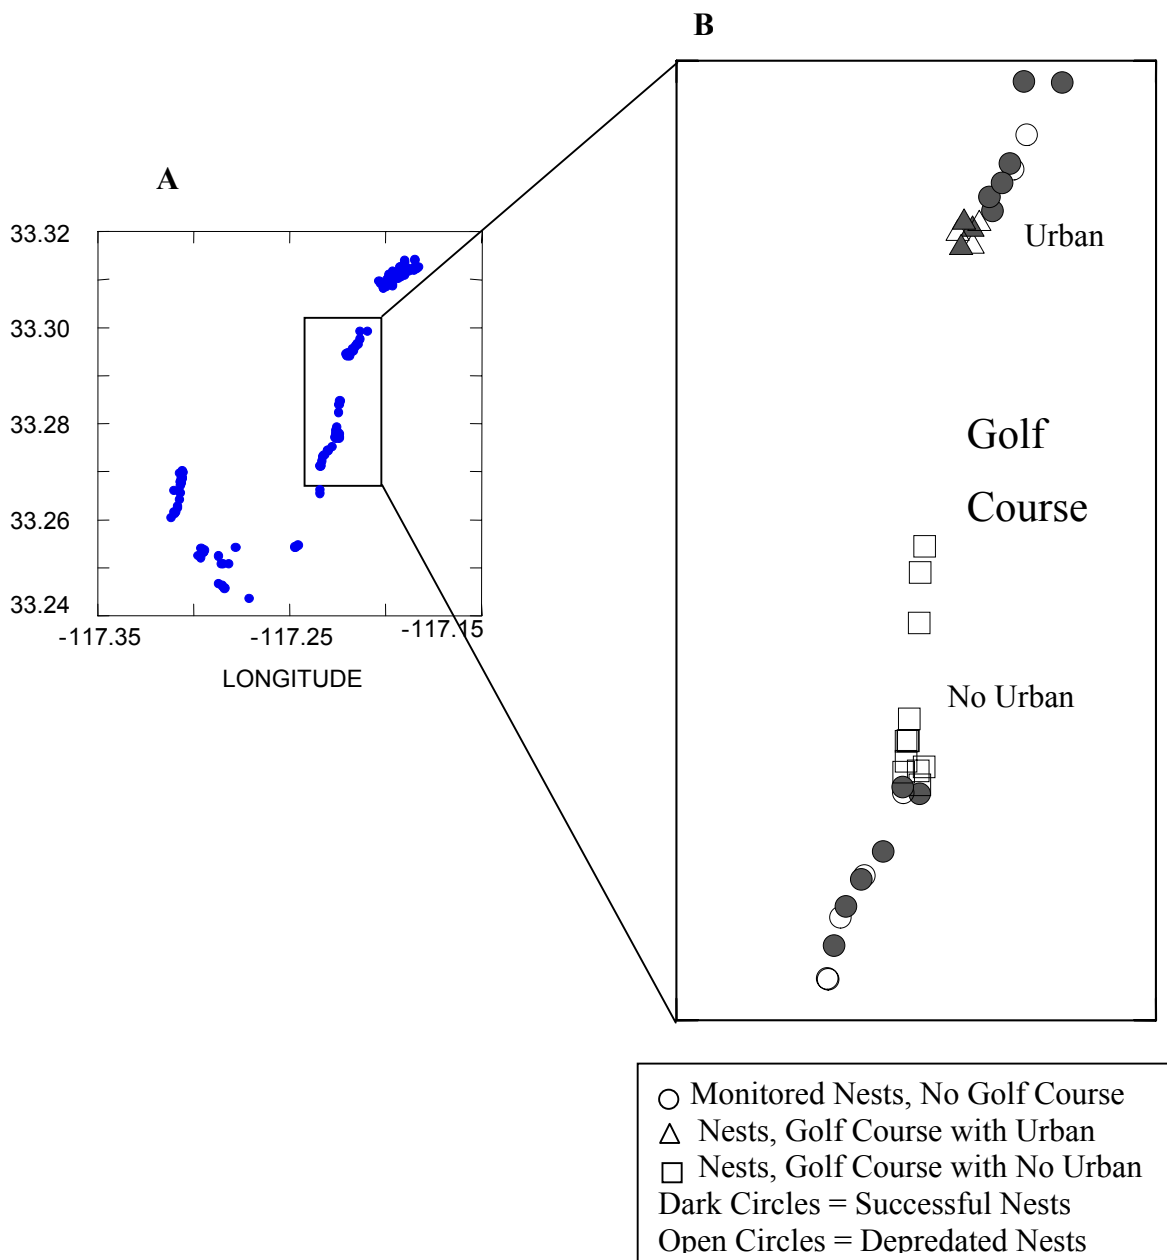 B
A
33.32
33.30
33.28
33.26
33.24
-117.35
-117.25
-117.15
LONGITUDE
Urban
Golf
Course
No Urban
Monitored Nests, No Golf Course
Nests, Golf Course with Urban
Nests, Golf Course with No Urban
Dark Circles = Successful Nests
Open Circles = Depredated Nests